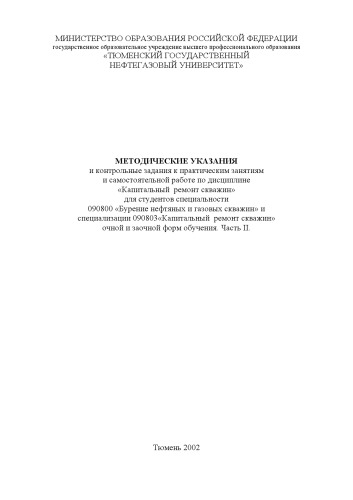 МИНИСТЕРСТВО ОБРАЗОВАНИЯ РОССИЙСКОЙ ФЕДЕРАЦИИ
государственное образовательное учреждение высшего профессионального образования
«ТЮМЕНСКИЙ ГОСУДАРСТВЕННЫЙ
НЕФТЕГАЗОВЫЙ УНИВЕРСИТЕТ»
МЕТОДИЧЕСКИЕ УКАЗАНИЯ
и контрольные задания к практическим занятиям
и самостоятельной работе по дисциплине
«Капитальный ремонт скважин»
для студентов специальности
090800 «Бурение нефтяных и газовых скважин» и
специализации 090803«Капитальный ремонт скважин»
очной и заочной форм обучения. Часть II.
Тюмень 2002